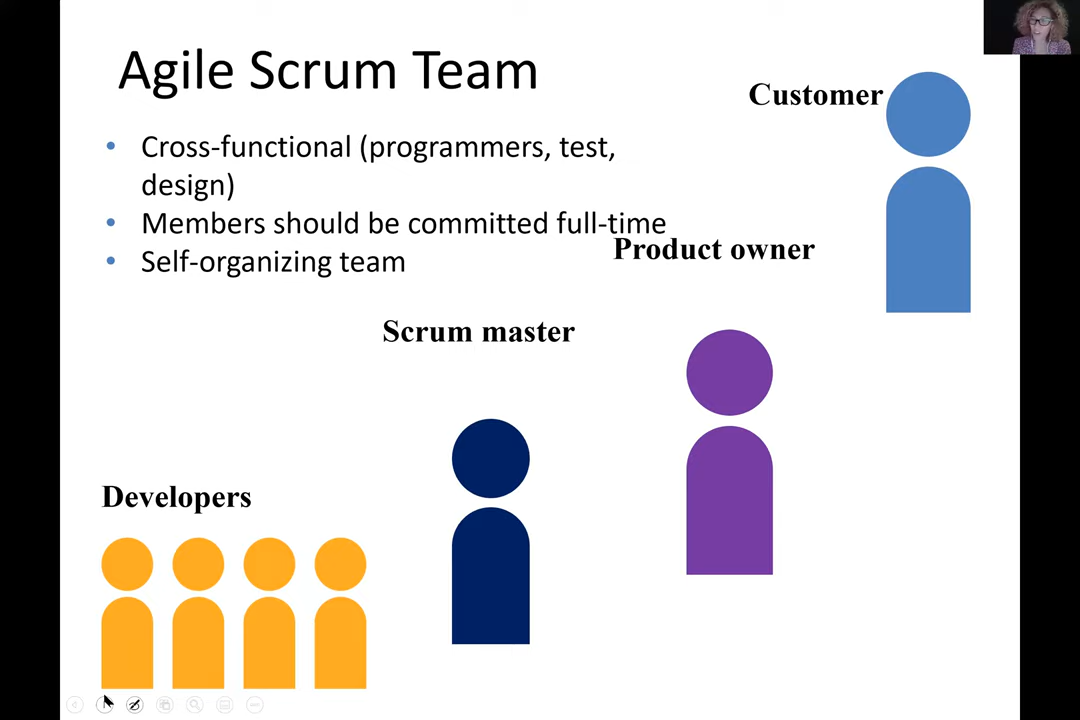 Agile Scrum Team
Customer
• Cross-functional (programmers, test,
design)
• Members should be committed full-time
• Self-organizing team
Product owner
Scrum master
Developers